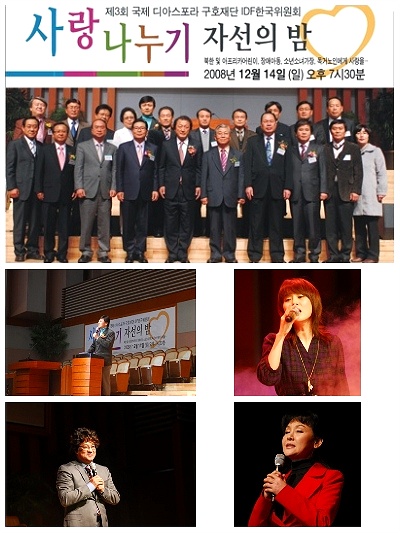 제3회 국제 디아스포라 구호재단 IDF한국위원회
사랑나누기 자선의 밤
북한 및 아프리카어린이, 장애아동, 소년소녀가장, 독거노인에게 사랑을
2008년 12월 14일 (일) 오후 7시30분
기 자선의 밤